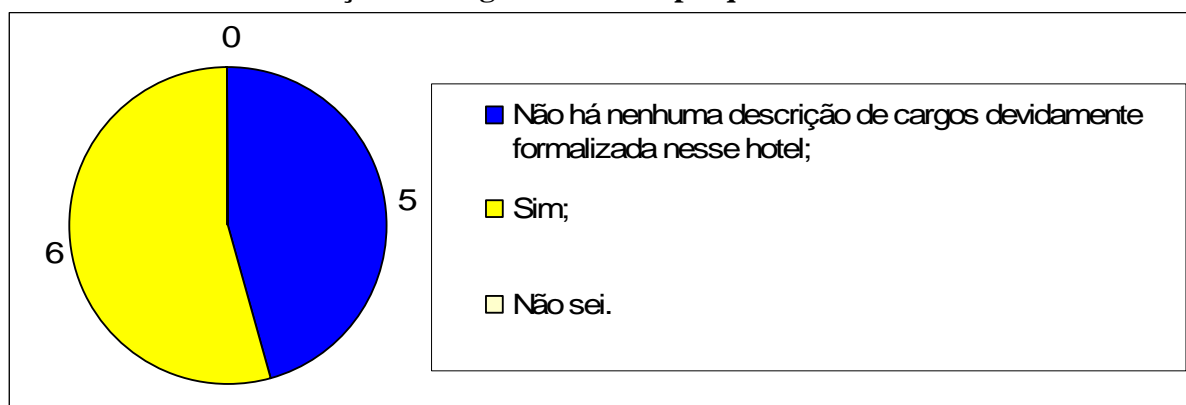 0
5
6
Não há nenhuma descrição de cargos devidamente
formalizada nesse hotel;
Sim;
Não sei.